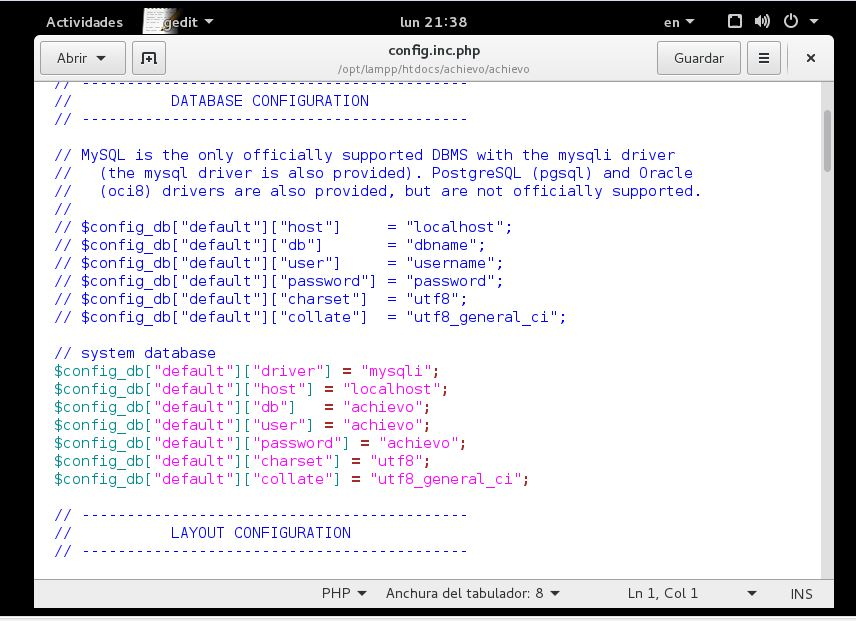 Actividades gedit lun 21:38 en
Abrir config.inc.php Guardar
/opt/lampp/htdocs/achievo/achievo
// -------------------------------------------
//           DATABASE CONFIGURATION
// -------------------------------------------
// MySQL is the only officially supported DBMS with the mysqli driver
//   (the mysql driver is also provided). PostgreSQL (pgsql) and Oracle
//   (oci8) drivers are also provided, but are not officially supported.
//
// $config_db["default"]["host"]     = "localhost";
// $config_db["default"]["db"]       = "dbname";
// $config_db["default"]["user"]     = "username";
// $config_db["default"]["password"] = "password";
// $config_db["default"]["charset"]  = "utf8";
// $config_db["default"]["collate"]  = "utf8_general_ci";
// system database
$config_db["default"]["driver"] = "mysqli";
$config_db["default"]["host"] = "localhost";
$config_db["default"]["db"]   = "achievo";
$config_db["default"]["user"] = "achievo";
$config_db["default"]["password"] = "achievo";
$config_db["default"]["charset"] = "utf8";
$config_db["default"]["collate"] = "utf8_general_ci";
// -------------------------------------------
//           LAYOUT CONFIGURATION
// -------------------------------------------
PHP Anchura del tabulador: 8 Ln 1, Col 1 INS